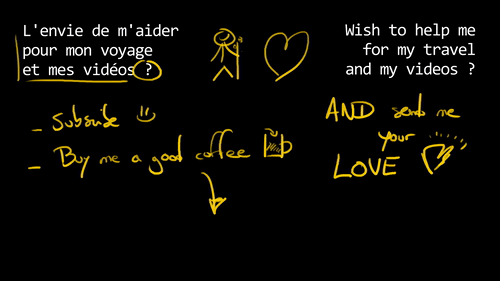 L'envie de m'aider
pour mon voyage
et mes vidéos ?
Wish to help me
for my travel
and my videos ?
- Subscribe
- Buy me a good coffee
AND send me
your
LOVE